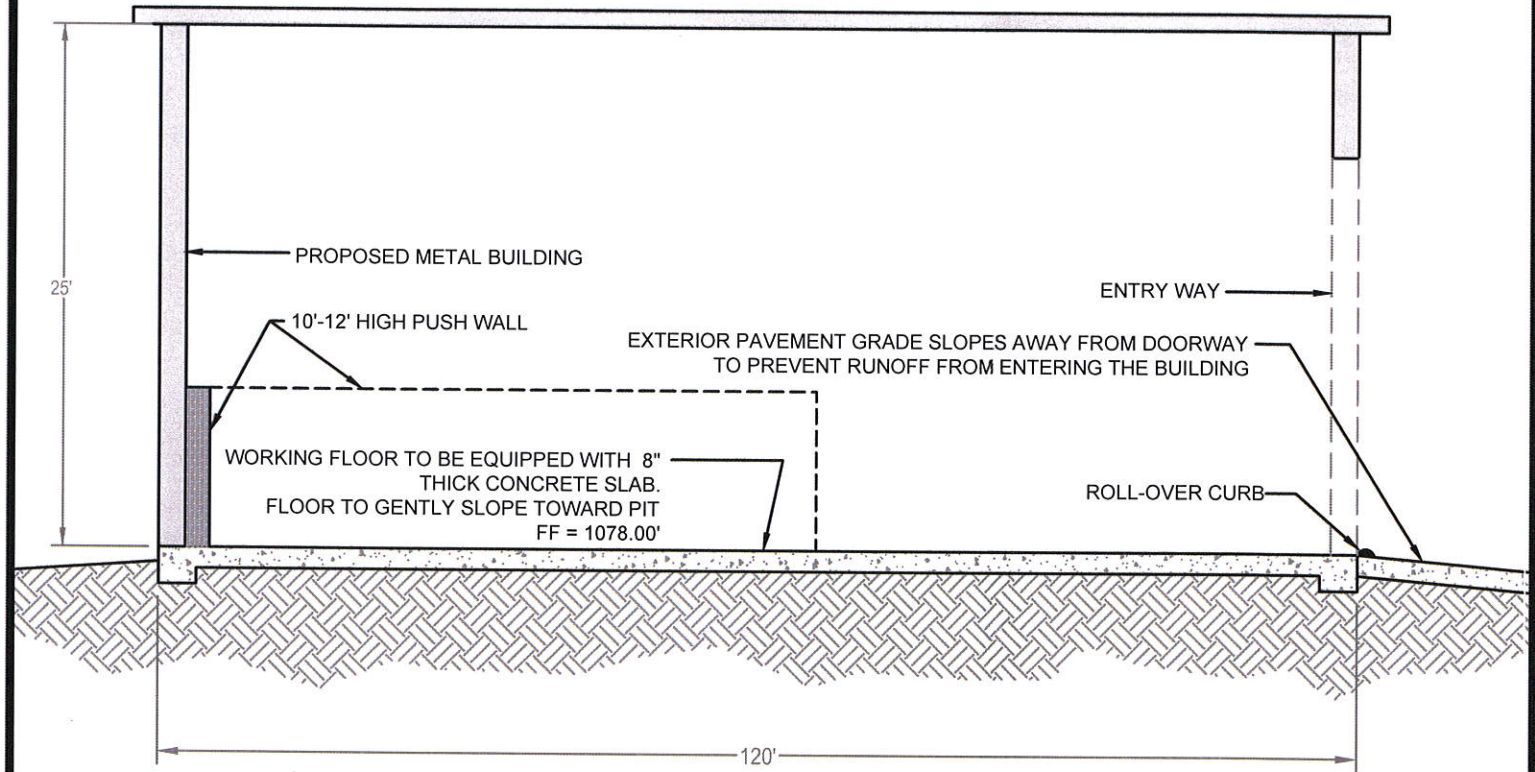 PROPOSED METAL BUILDING
25'
ENTRY WAY
10'-12' HIGH PUSH WALL
EXTERIOR PAVEMENT GRADE SLOPES AWAY FROM DOORWAY
TO PREVENT RUNOFF FROM ENTERING THE BUILDING
WORKING FLOOR TO BE EQUIPPED WITH 8"
THICK CONCRETE SLAB.
FLOOR TO GENTLY SLOPE TOWARD PIT
FF = 1078.00'
ROLL-OVER CURB
120'